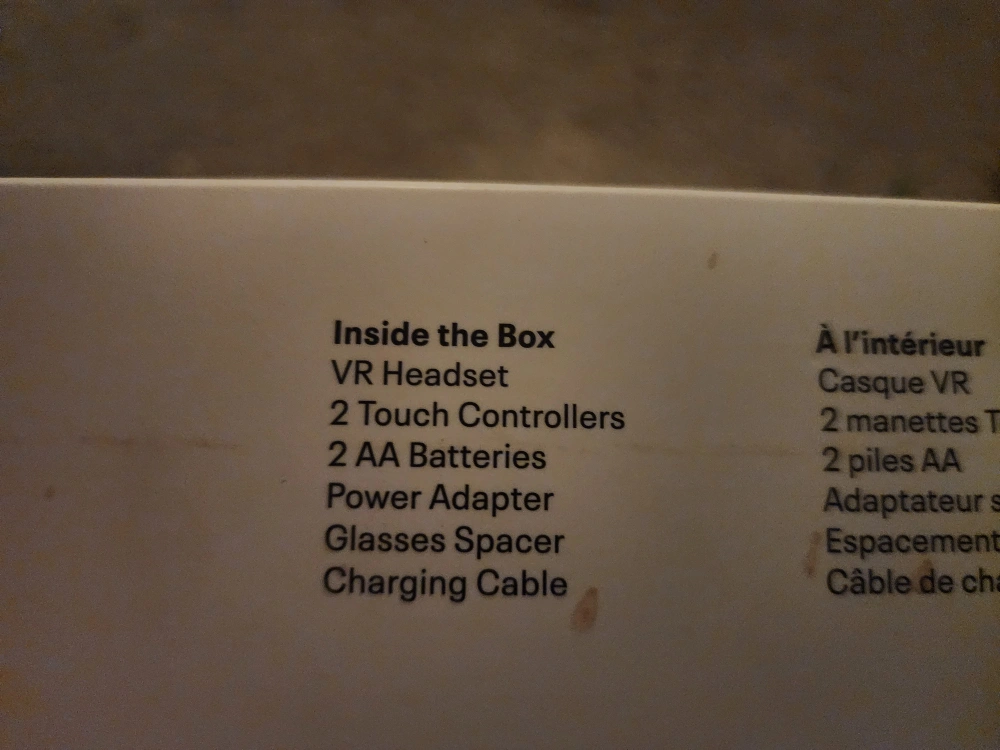 Inside the Box
VR Headset
2 Touch Controllers
2 AA Batteries
Power Adapter
Glasses Spacer
Charging Cable
À l'intérieur
Casque VR
2 manettes
2 piles AA
Adaptateur
Espacement
Câble de